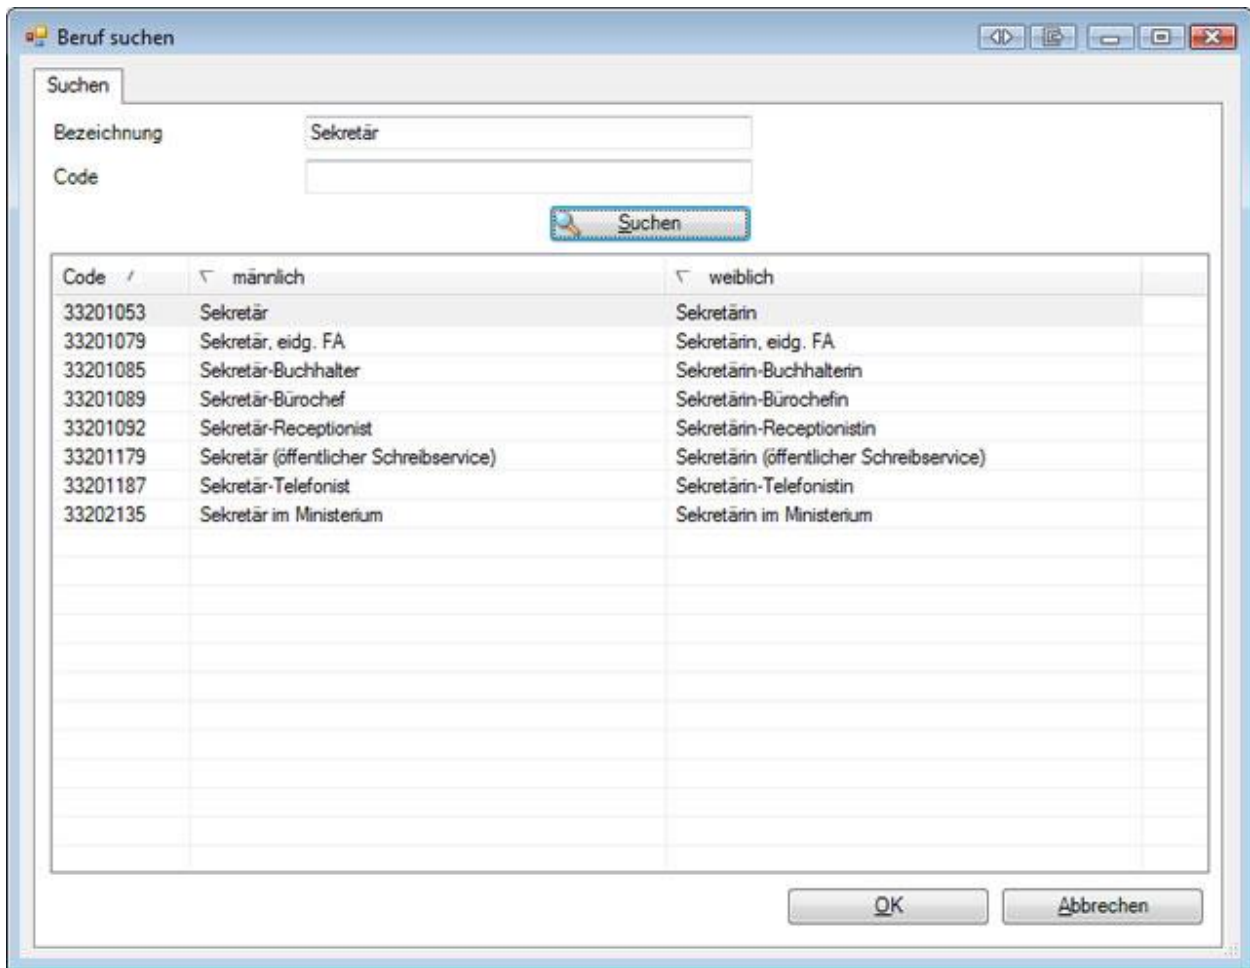 Beruf suchen
Suchen
Bezeichnung Sekretär
Code
Suchen
Code männlich weiblich
33201053 Sekretär Sekretärin
33201079 Sekretär, eidg. FA Sekretärin, eidg. FA
33201085 Sekretär-Buchhalter Sekretärin-Buchhalterin
33201089 Sekretär-Bürochef Sekretärin-Bürochefin
33201092 Sekretär-Receptionist Sekretärin-Receptionistin
33201179 Sekretär (öffentlicher Schreibservice) Sekretärin (öffentlicher Schreibservice)
33201187 Sekretär-Telefonist Sekretärin-Telefonistin
33202135 Sekretär im Ministerium Sekretärin im Ministerium
OK Abbrechen